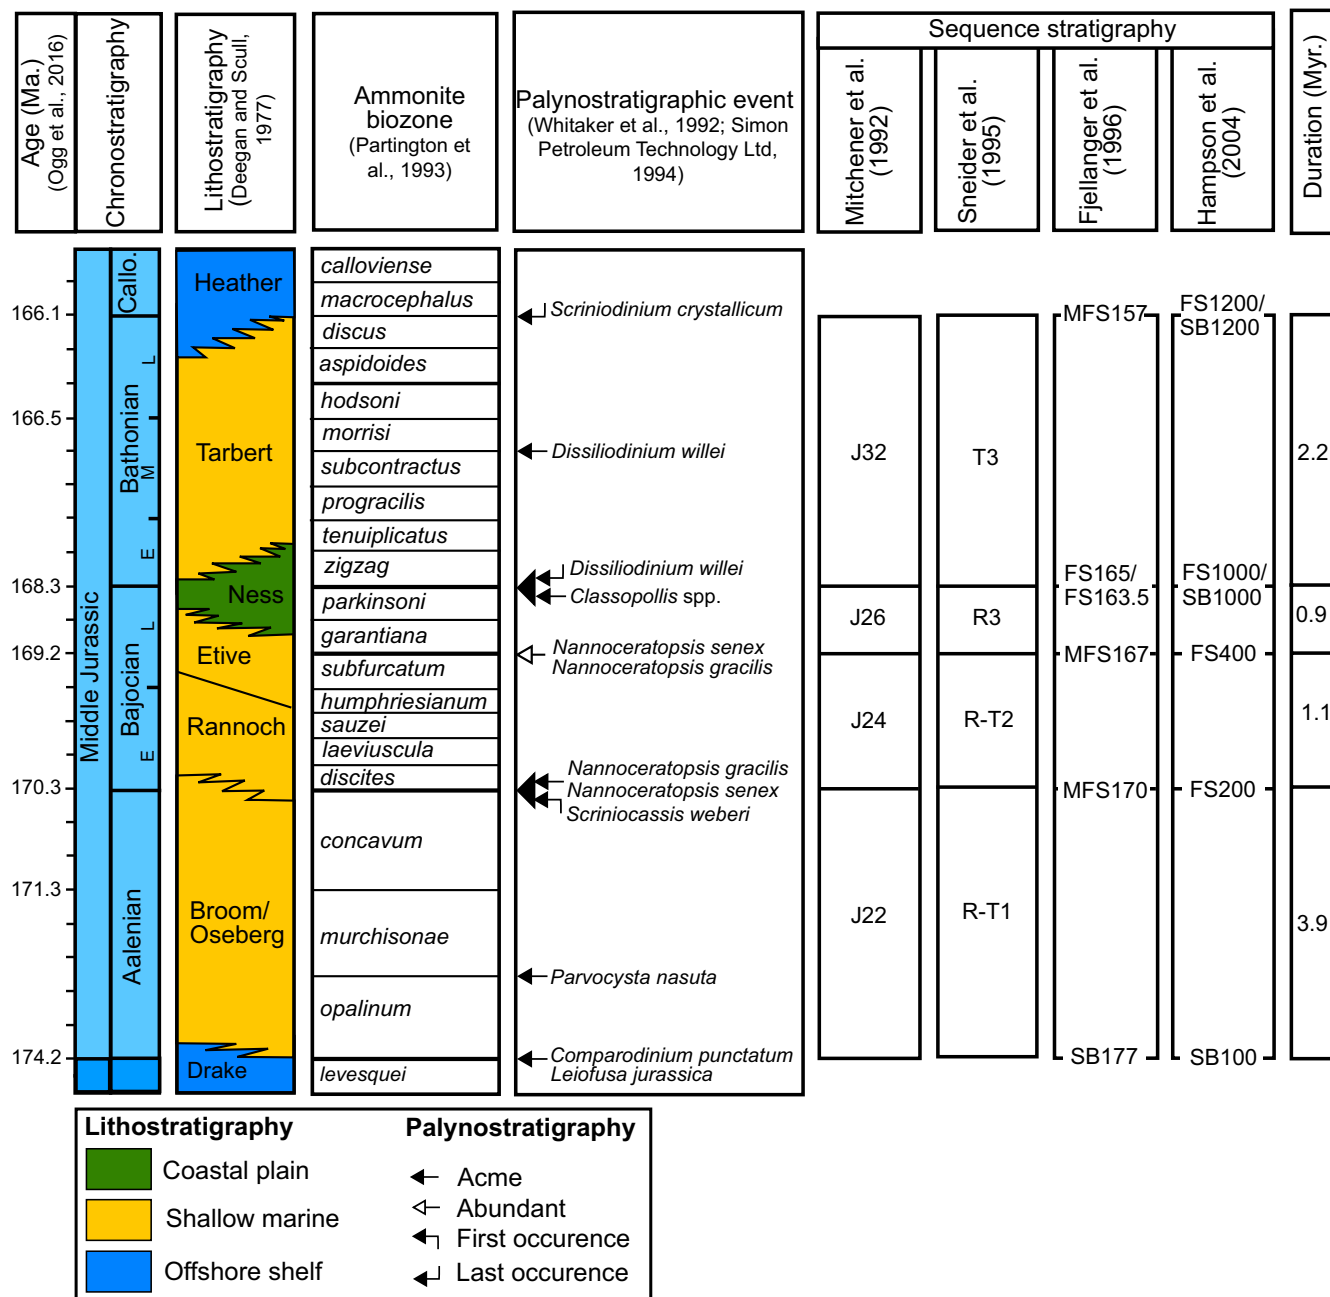 Age (Ma.)
(Ogg et al., 2016)
Chronostratigraphy
Lithostratigraphy
(Deegan and Scull,
1977)
Ammonite
biozone
(Partington et
al., 1993)
Palynostratigraphic event
(Whitaker et al., 1992; Simon
Petroleum Technology Ltd,
1994)
Sequence stratigraphy
Mitchener et al.
(1992)
Sneider et al.
(1995)
Fjellanger et al.
(1996)
Hampson et al.
(2004)
Duration (Myr.)
166.1
166.5
168.3
169.2
170.3
171.3
174.2
Middle Jurassic
Callo.
Bathonian
L
M
E
Bajocian
L
E
Aalenian
Heather
Tarbert
Ness
Etive
Rannoch
Broom/
Oseberg
Drake
calloviense
macrocephalus
discus
aspidoides
hodsoni
morrisi
subcontractus
progracilis
tenuiplicatus
zigzag
parkinsoni
garantiana
subfurcatum
humphriesianum
sauzei
laeviuscula
discites
concavum
murchisonae
opalinum
levesquei
Scriniodinium crystallicum
Dissiliodinium willei
Dissiliodinium willei
Classopollis spp.
Nannoceratopsis senex
Nannoceratopsis gracilis
Nannoceratopsis gracilis
Nannoceratopsis senex
Scriniocassis weberi
Parvocysta nasuta
Comparodinium punctatum
Leiofusa jurassica
J32
J26
J24
J22
T3
R3
R-T2
R-T1
MFS157
FS165/
FS163.5
MFS167
MFS170
SB177
FS1200/
SB1200
FS1000/
SB1000
FS400
FS200
SB100
2.2
0.9
1.1
3.9
Lithostratigraphy
Coastal plain
Shallow marine
Offshore shelf
Palynostratigraphy
Acme
Abundant
First occurence
Last occurence